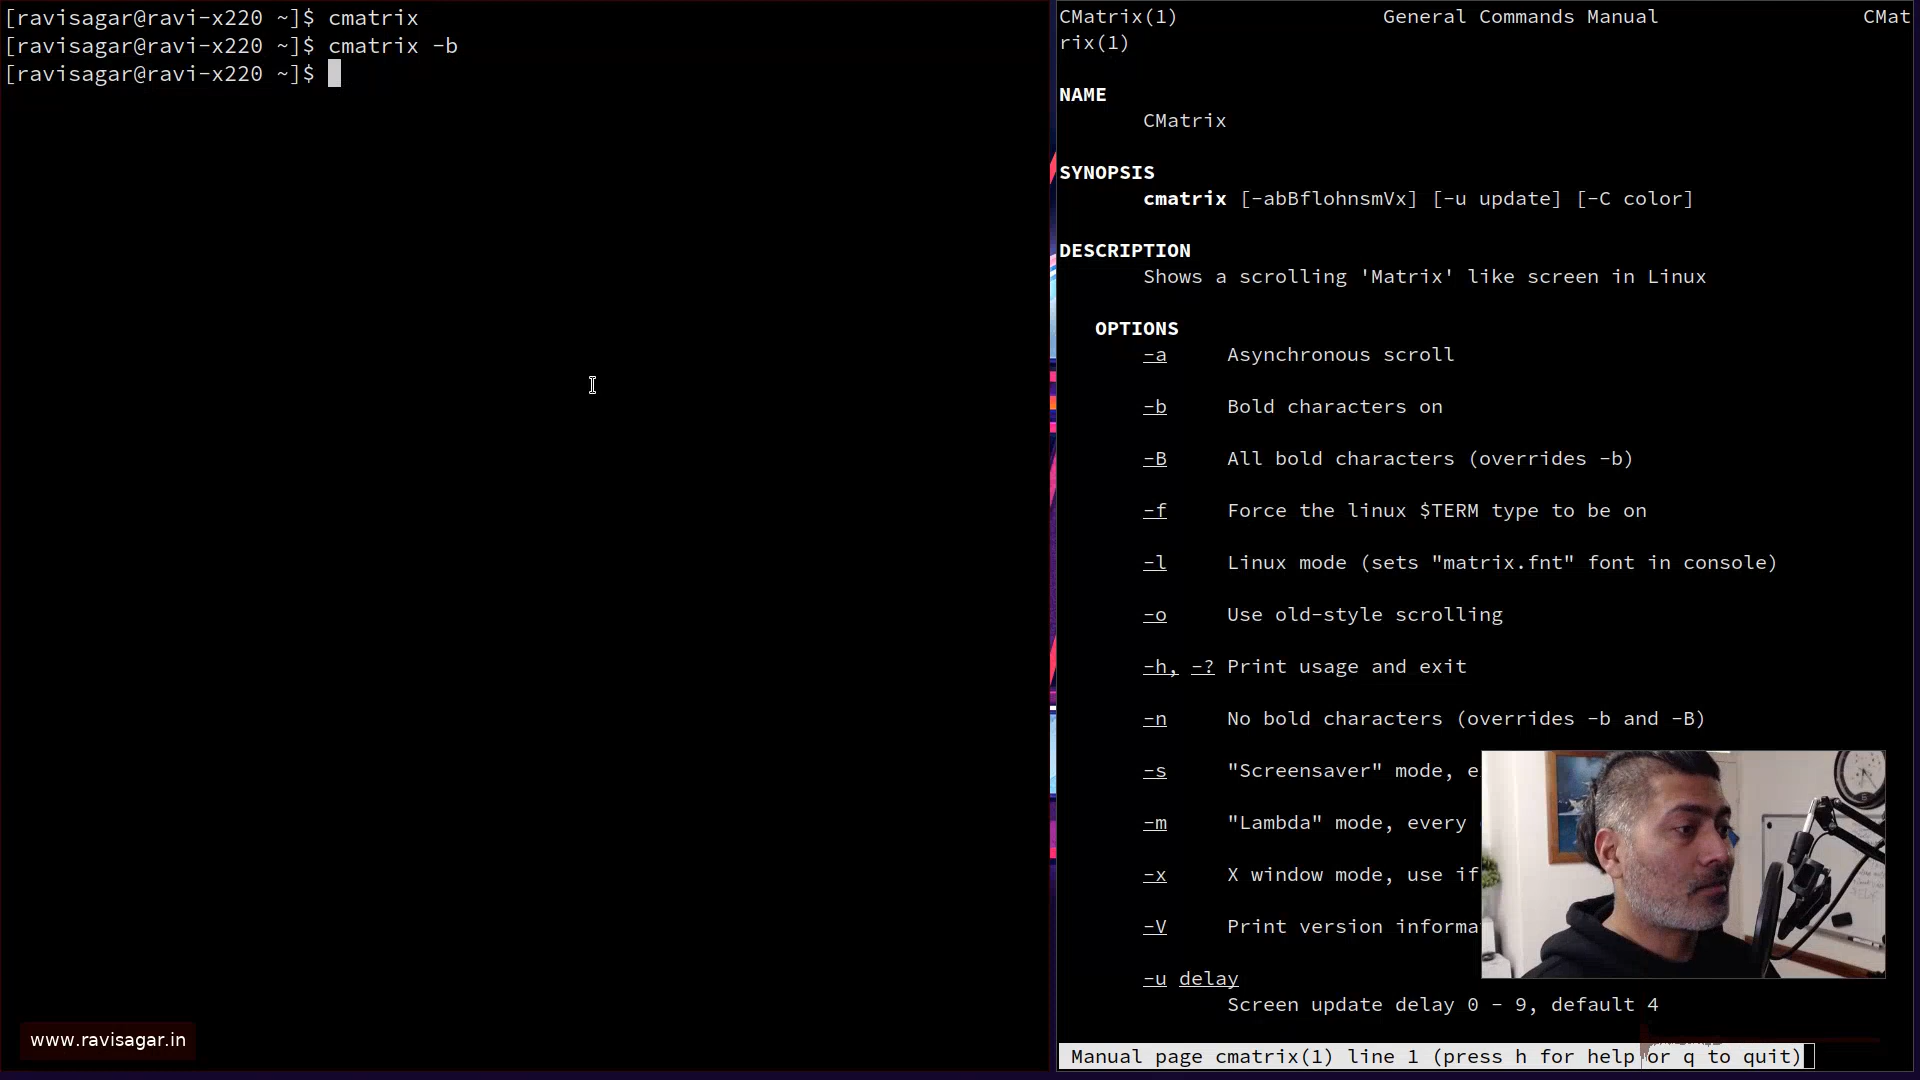 [ravisagar@ravi-x220 ~]$ cmatrix
[ravisagar@ravi-x220 ~]$ cmatrix -b
[ravisagar@ravi-x220 ~]$
www.ravisagar.in
CMatrix(1) General Commands Manual CMat
rix(1)
NAME
CMatrix
SYNOPSIS
cmatrix [-abBflohnsmVx] [-u update] [-C color]
DESCRIPTION
Shows a scrolling 'Matrix' like screen in Linux
OPTIONS
-a Asynchronous scroll
-b Bold characters on
-B All bold characters (overrides -b)
-f Force the linux $TERM type to be on
-l Linux mode (sets "matrix.fnt" font in console)
-o Use old-style scrolling
-h, -? Print usage and exit
-n No bold characters (overrides -b and -B)
-s "Screensaver" mode, e
-m "Lambda" mode, every
-x X window mode, use if
-V Print version informa
-u delay
Screen update delay 0 - 9, default 4
Manual page cmatrix(1) line 1 (press h for help or q to quit)